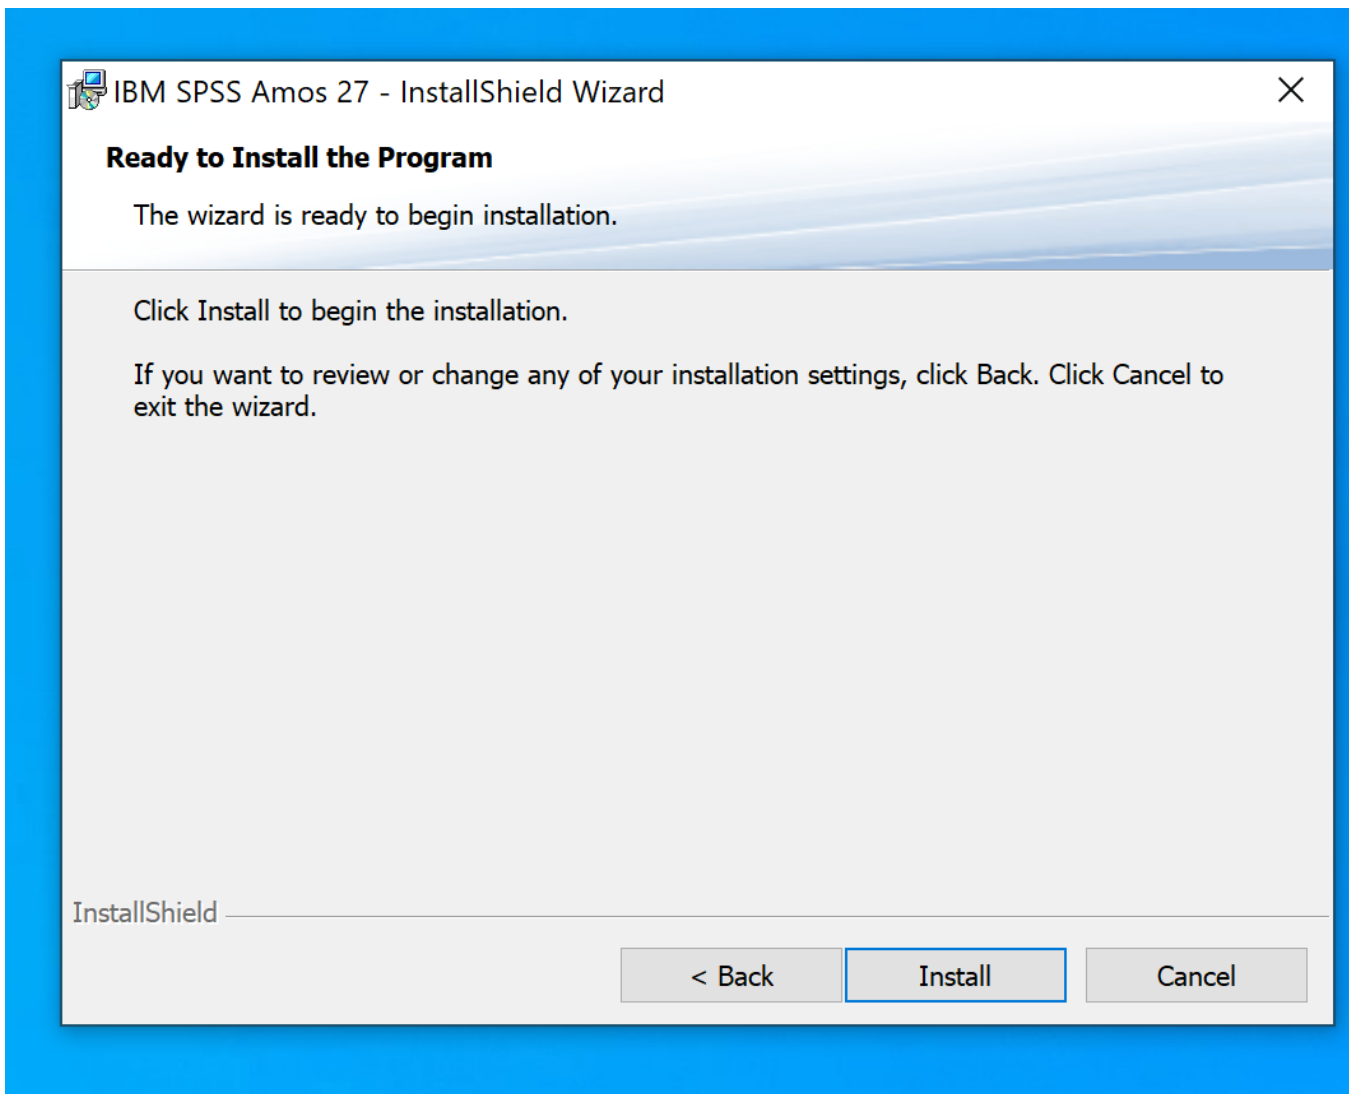 IBM SPSS Amos 27 - InstallShield Wizard
Ready to Install the Program
The wizard is ready to begin installation.
Click Install to begin the installation.
If you want to review or change any of your installation settings, click Back. Click Cancel to
exit the wizard.
InstallShield
< Back
Install
Cancel